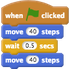 when clicked
move 40 steps
wait 0.5 secs
move 40 steps